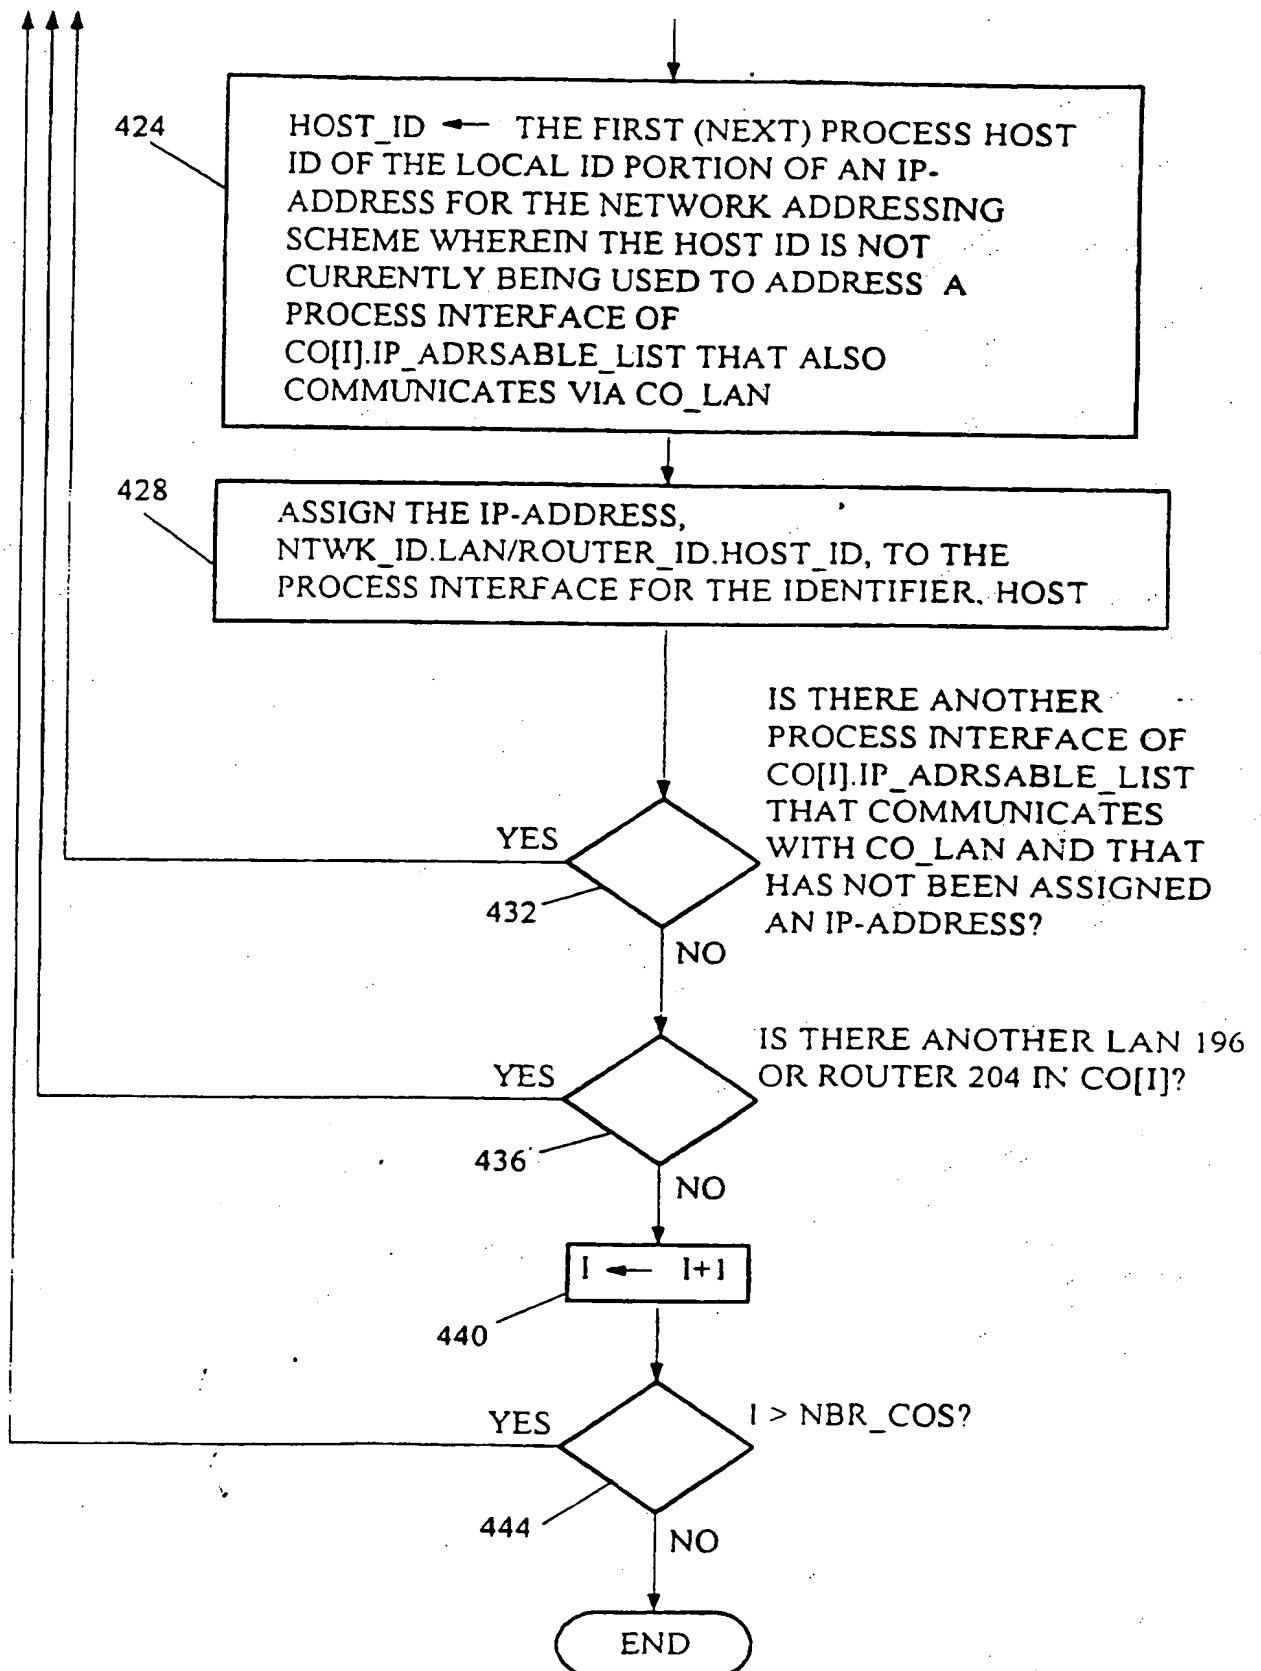 424
HOST_ID ← THE FIRST (NEXT) PROCESS HOST
ID OF THE LOCAL ID PORTION OF AN IP-
ADDRESS FOR THE NETWORK ADDRESSING
SCHEME WHEREIN THE HOST ID IS NOT
CURRENTLY BEING USED TO ADDRESS A
PROCESS INTERFACE OF
CO[I].IP_ADRSABLE_LIST THAT ALSO
COMMUNICATES VIA CO_LAN
428
ASSIGN THE IP-ADDRESS,
NTWK_ID.LAN/ROUTER_ID.HOST_ID, TO THE
PROCESS INTERFACE FOR THE IDENTIFIER, HOST
IS THERE ANOTHER
PROCESS INTERFACE OF
CO[I].IP_ADRSABLE_LIST
THAT COMMUNICATES
WITH CO_LAN AND THAT
HAS NOT BEEN ASSIGNED
AN IP-ADDRESS?
YES
432
NO
IS THERE ANOTHER LAN 196
OR ROUTER 204 IN CO[I]?
YES
436
NO
I ← I+1
440
I > NBR_COS?
YES
444
NO
END